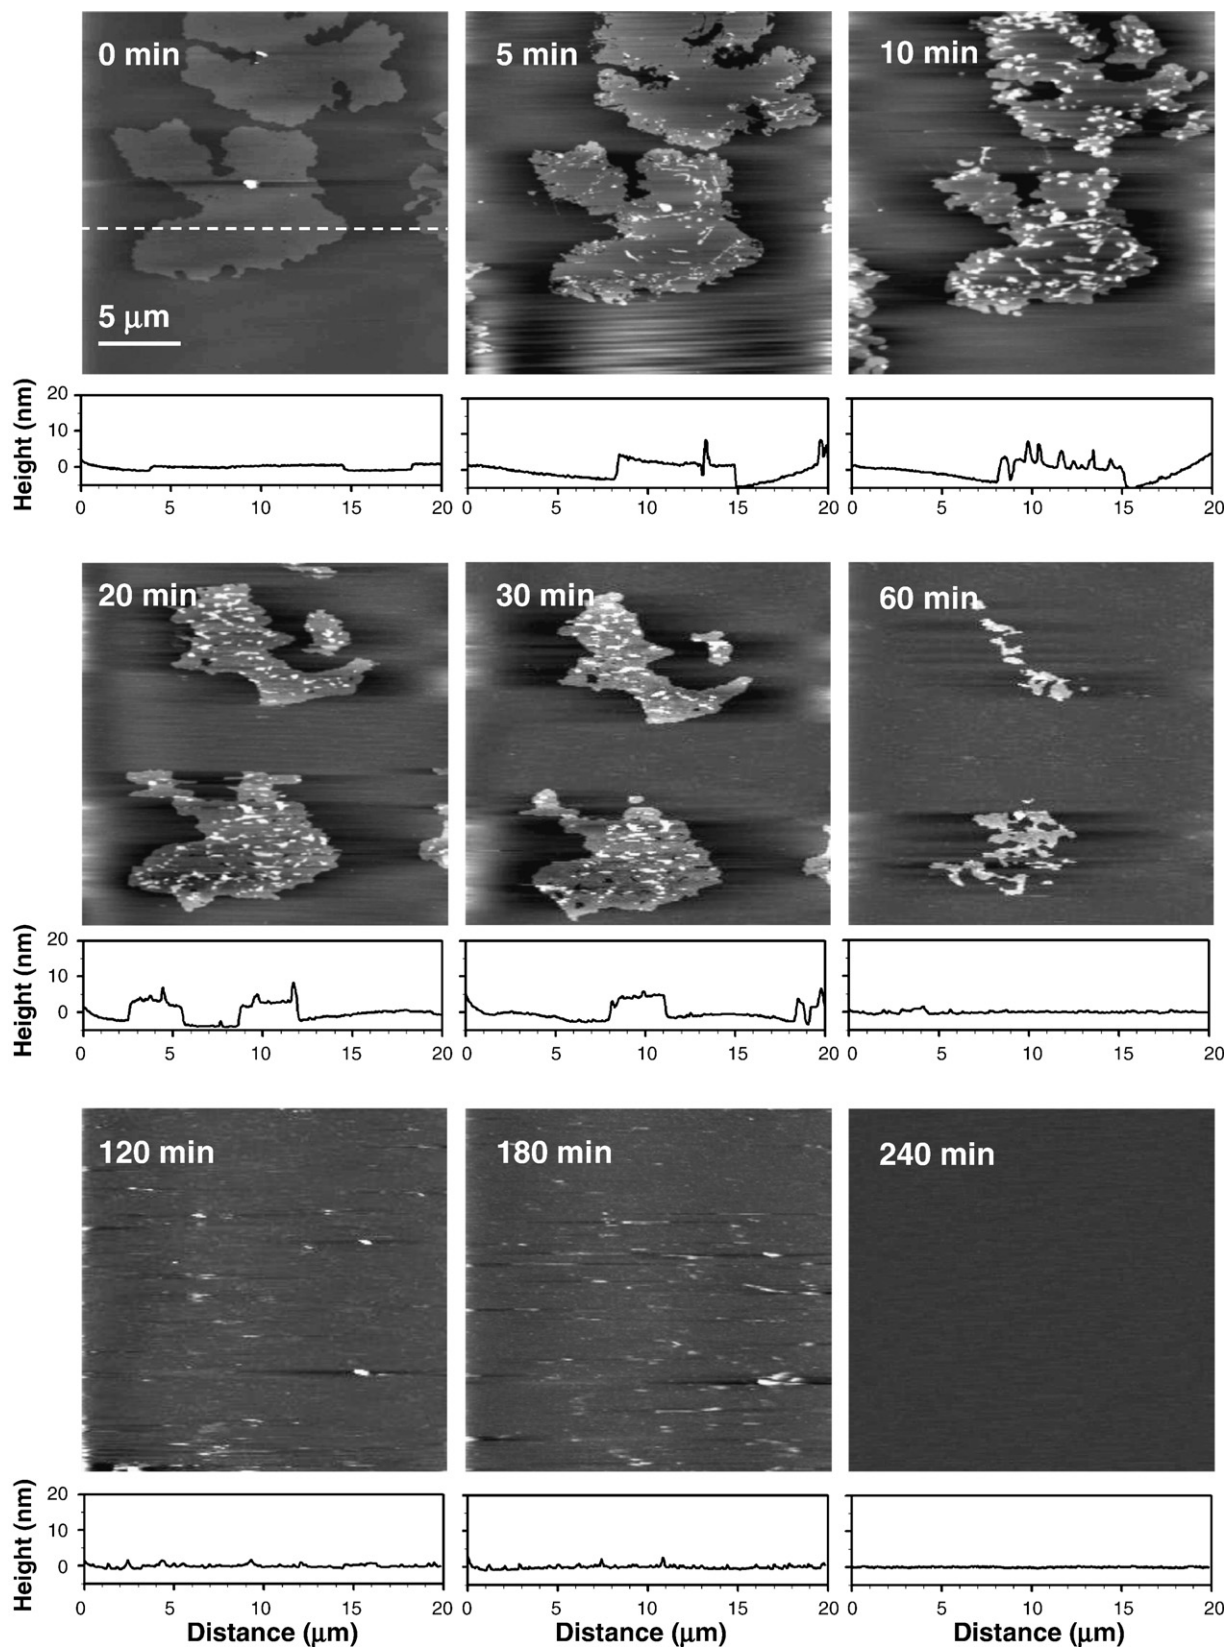 0 min
5 min
10 min
5 µm
Height (nm)
20
10
0
0 5 10 15 20
0 5 10 15 20
0 5 10 15 20
20 min
30 min
60 min
Height (nm)
20
10
0
0 5 10 15 20
0 5 10 15 20
0 5 10 15 20
120 min
180 min
240 min
Height (nm)
20
10
0
0 5 10 15 20
0 5 10 15 20
0 5 10 15 20
Distance (µm)
Distance (µm)
Distance (µm)